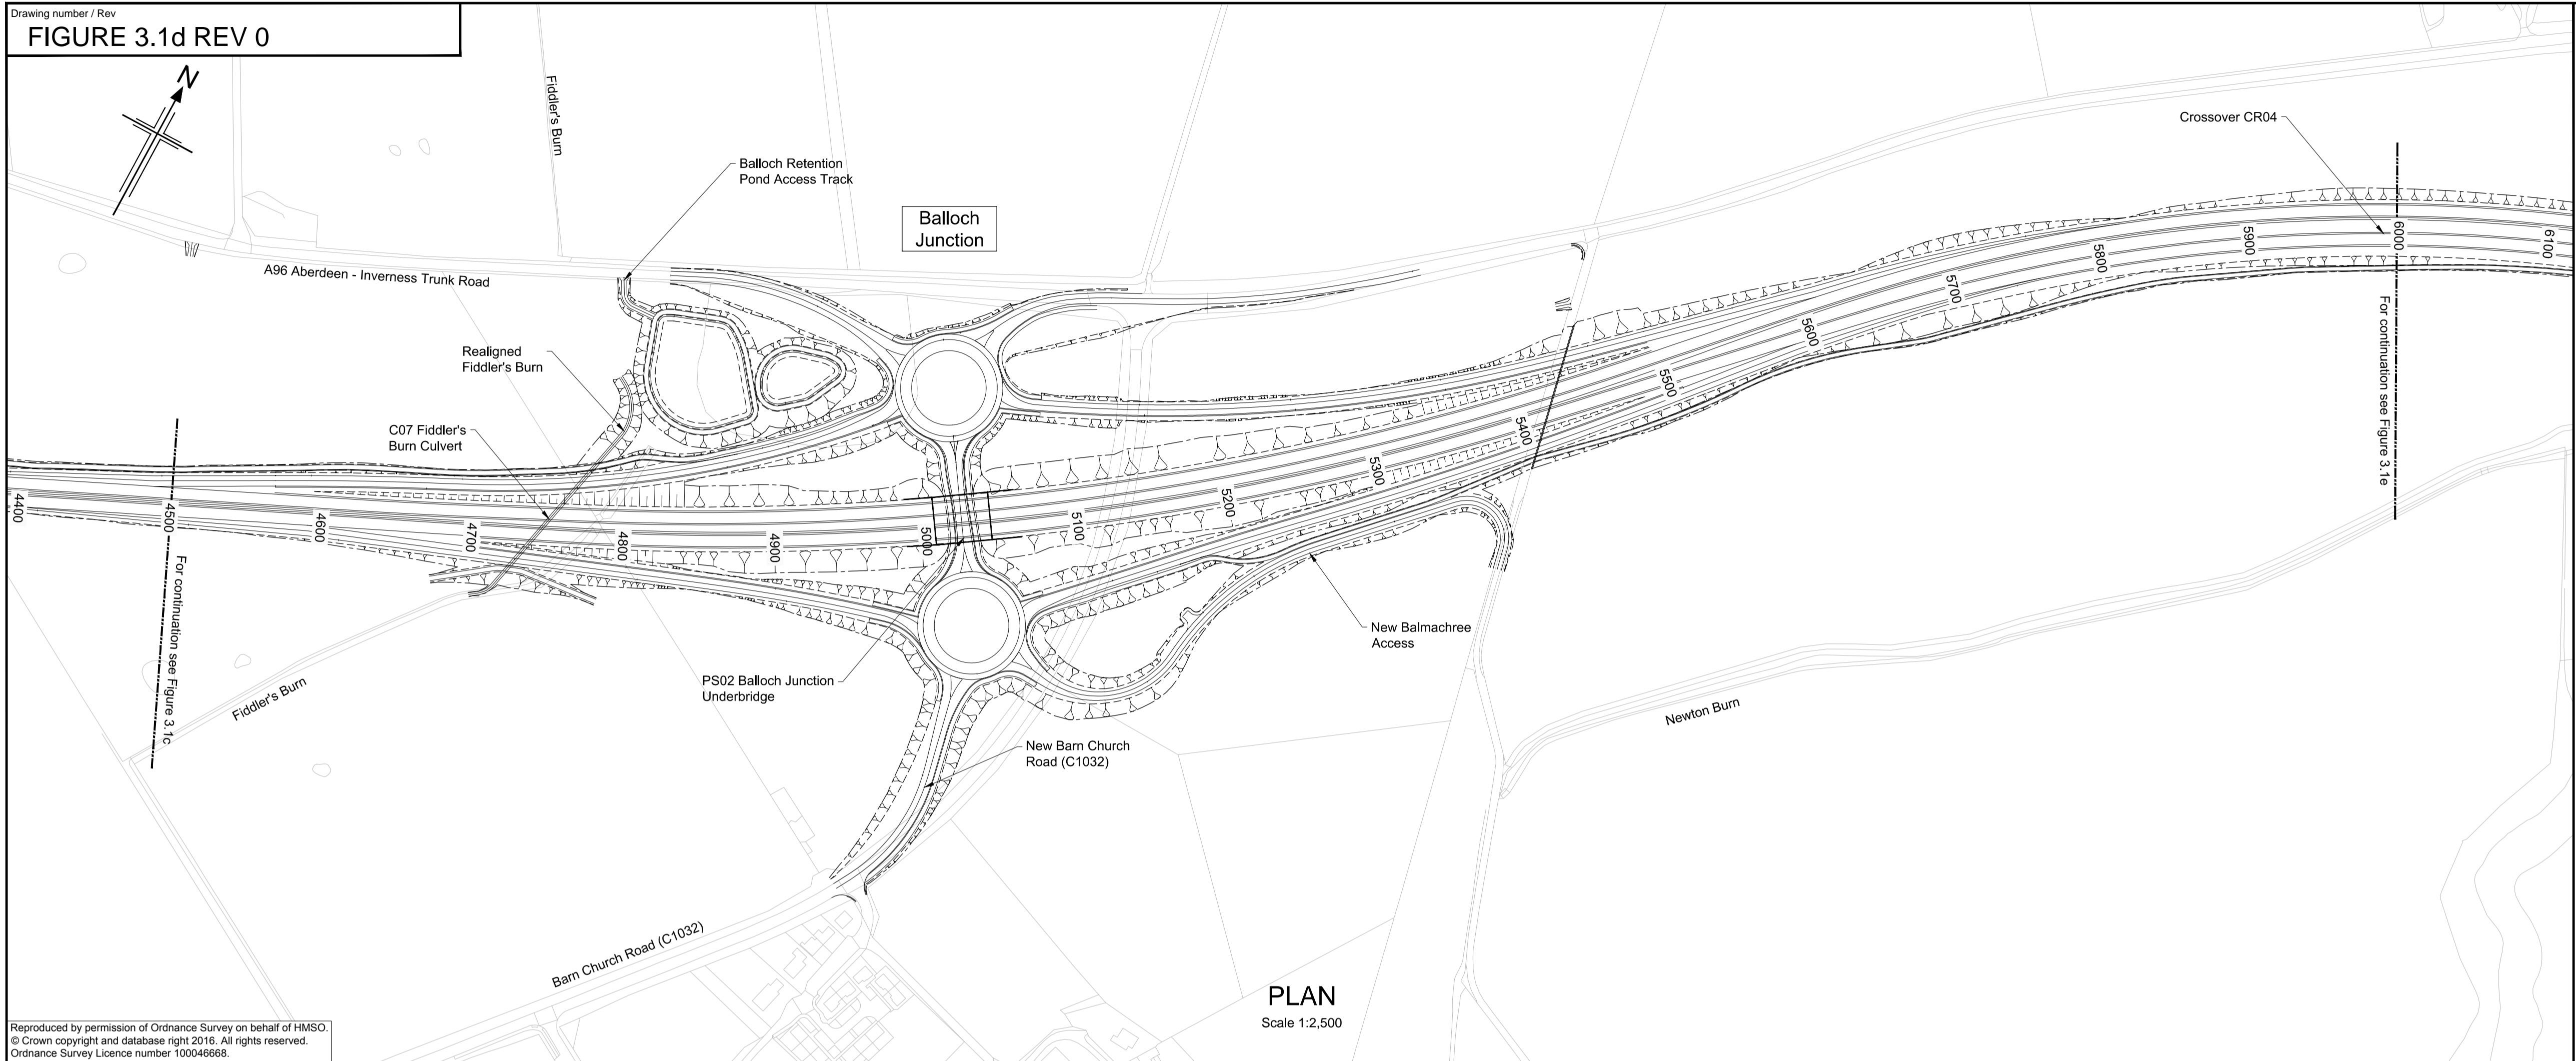 Drawing number / Rev
FIGURE 3.1d REV 0
N
Fiddler's Burn
Balloch Retention
Pond Access Track
Balloch
Junction
Crossover CR04
A96 Aberdeen - Inverness Trunk Road
Realigned
Fiddler's Burn
C07 Fiddler's
Burn Culvert
4400
4500
4600
4700
4800
4900
5000
5100
5200
5300
5400
5500
5600
5700
5800
5900
6000
6100
For continuation see Figure 3.1c
For continuation see Figure 3.1e
Fiddler's Burn
PS02 Balloch Junction
Underbridge
New Balmachree
Access
Newton Burn
New Barn Church
Road (C1032)
Barn Church Road (C1032)
PLAN
Scale 1:2,500
Reproduced by permission of Ordnance Survey on behalf of HMSO.
© Crown copyright and database right 2016. All rights reserved.
Ordnance Survey Licence number 100046668.